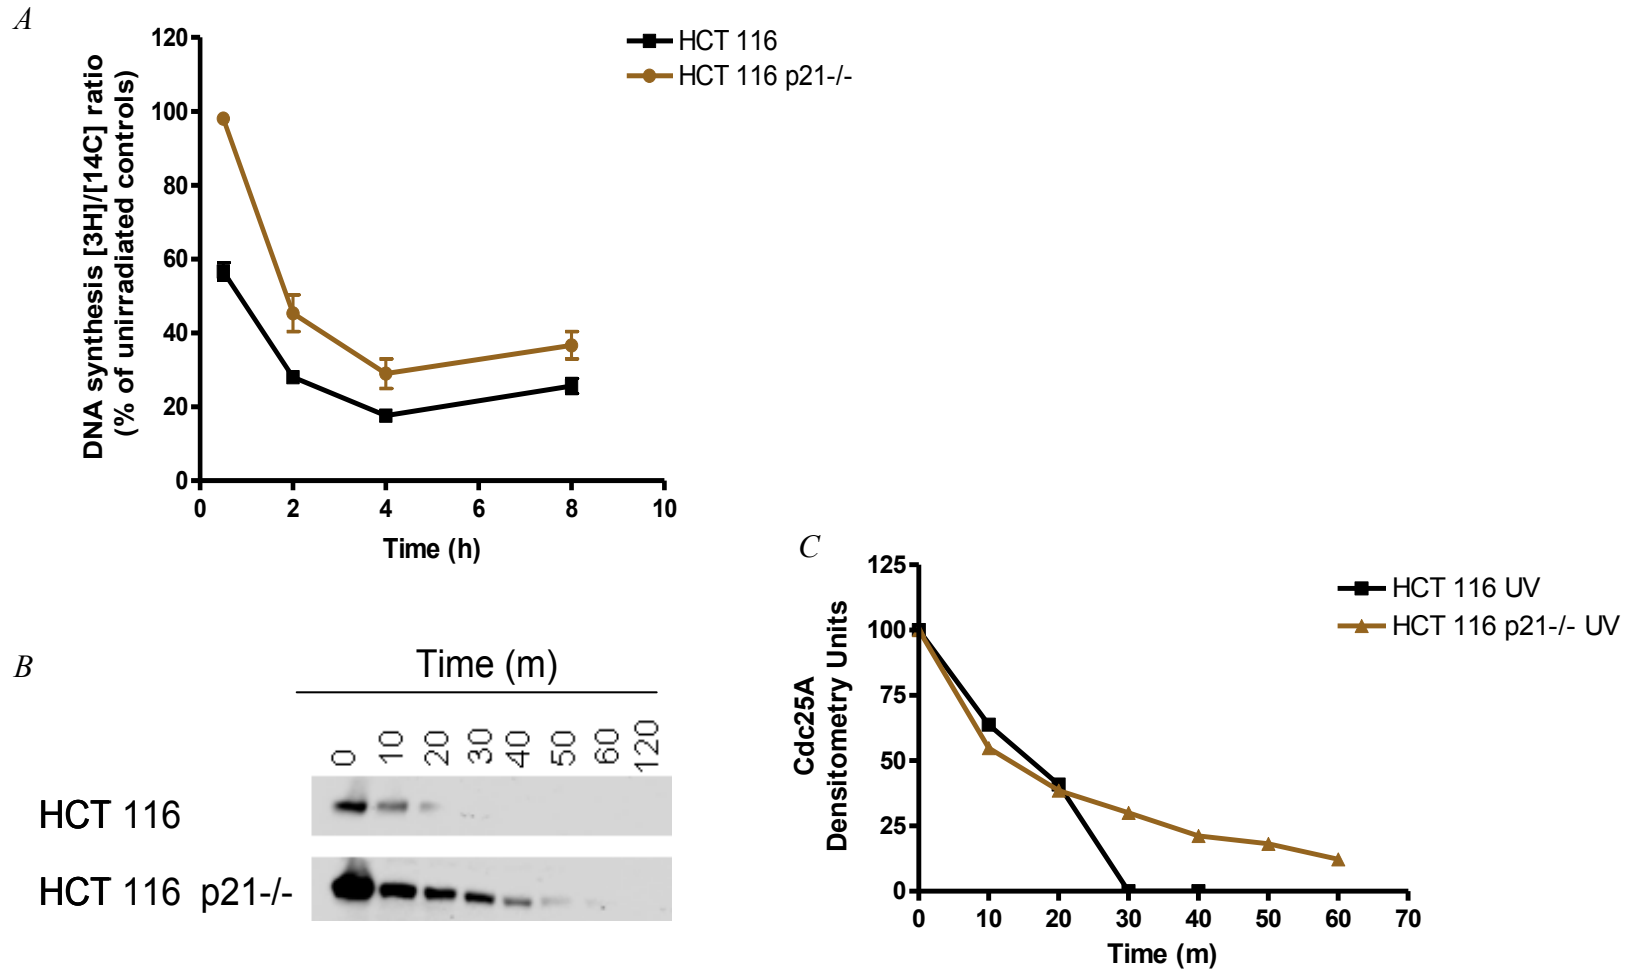 A
DNA synthesis [3H]/[14C] ratio
(% of unirradiated controls)
120
100
80
60
40
20
0
0 2 4 6 8 10
Time (h)
HCT 116
HCT 116 p21-/-
B
Time (m)
0 10 20 30 40 50 60 120
HCT 116
HCT 116 p21-/-
C
Cdc25A
Densitometry Units
125
100
75
50
25
0
0 10 20 30 40 50 60 70
Time (m)
HCT 116 UV
HCT 116 p21-/- UV